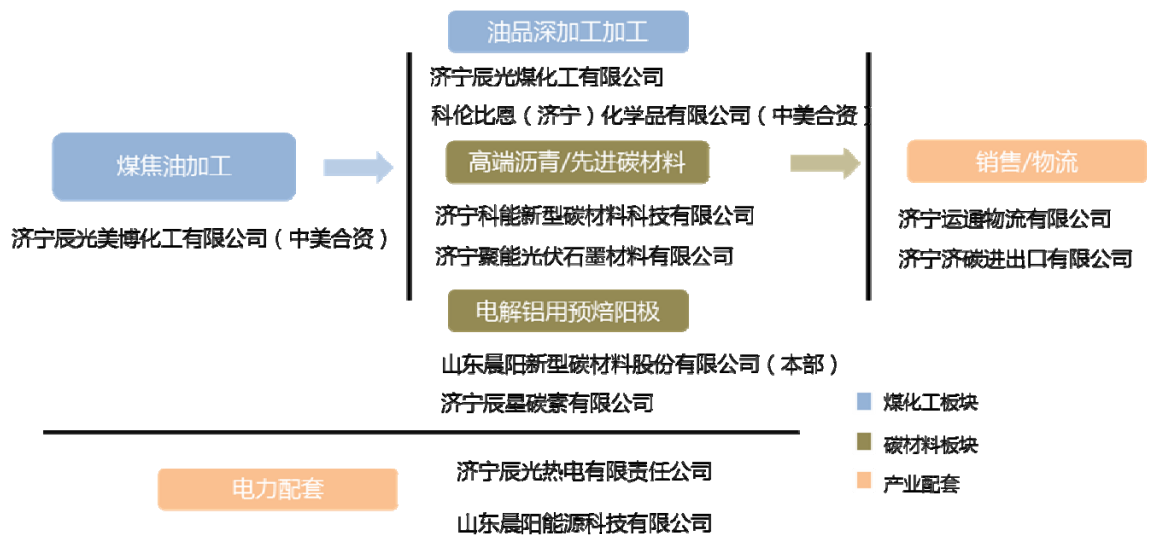 油品深加工加工
济宁辰光煤化工有限公司
科伦比恩（济宁）化学品有限公司（中美合资）
煤焦油加工
济宁辰光美博化工有限公司（中美合资）
高端沥青/先进碳材料
济宁科能新型碳材料科技有限公司
济宁聚能光伏石墨材料有限公司
销售/物流
济宁运通物流有限公司
济宁济碳进出口有限公司
电解铝用预焙阳极
山东晨阳新型碳材料股份有限公司（本部）
济宁辰星碳素有限公司
煤化工板块
碳材料板块
产业配套
电力配套
济宁辰光热电有限责任公司
山东晨阳能源科技有限公司